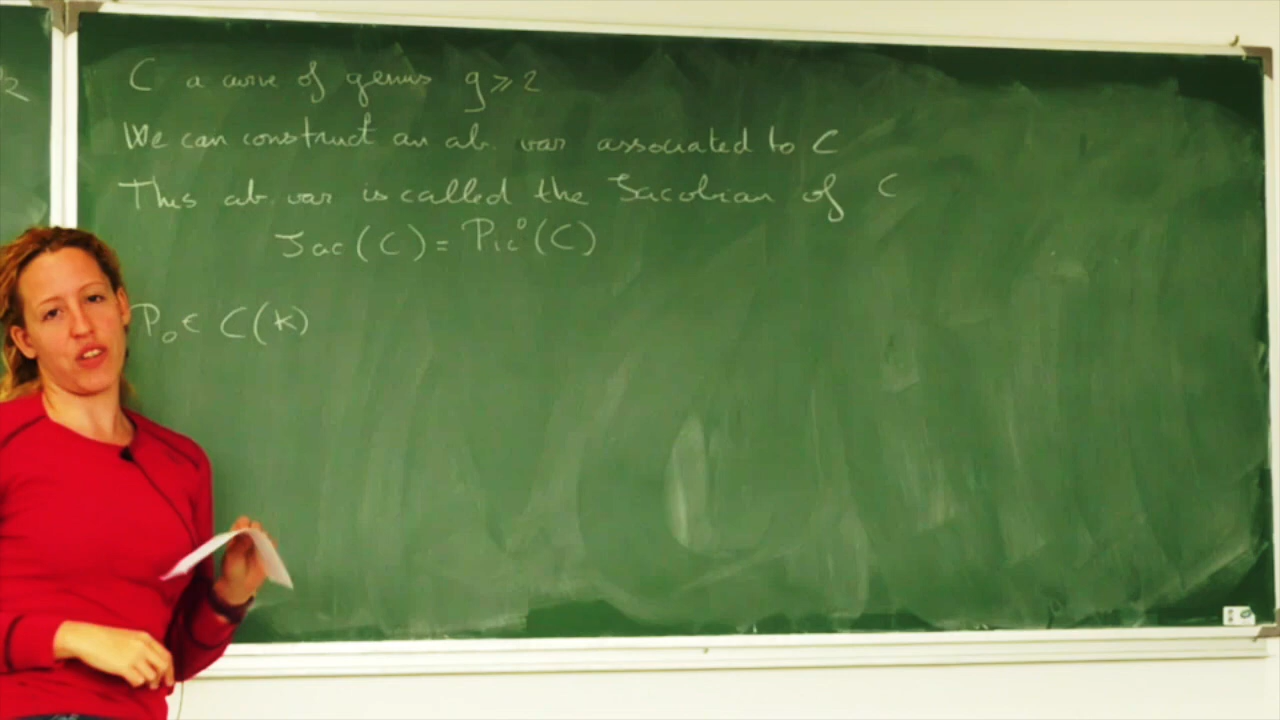 C a curve of genus g ⩾ 2
We can construct an ab. var associated to C
This ab. var is called the Jacobian of C
Jac(C) = Pic⁰(C)
P₀ ∈ C(k)